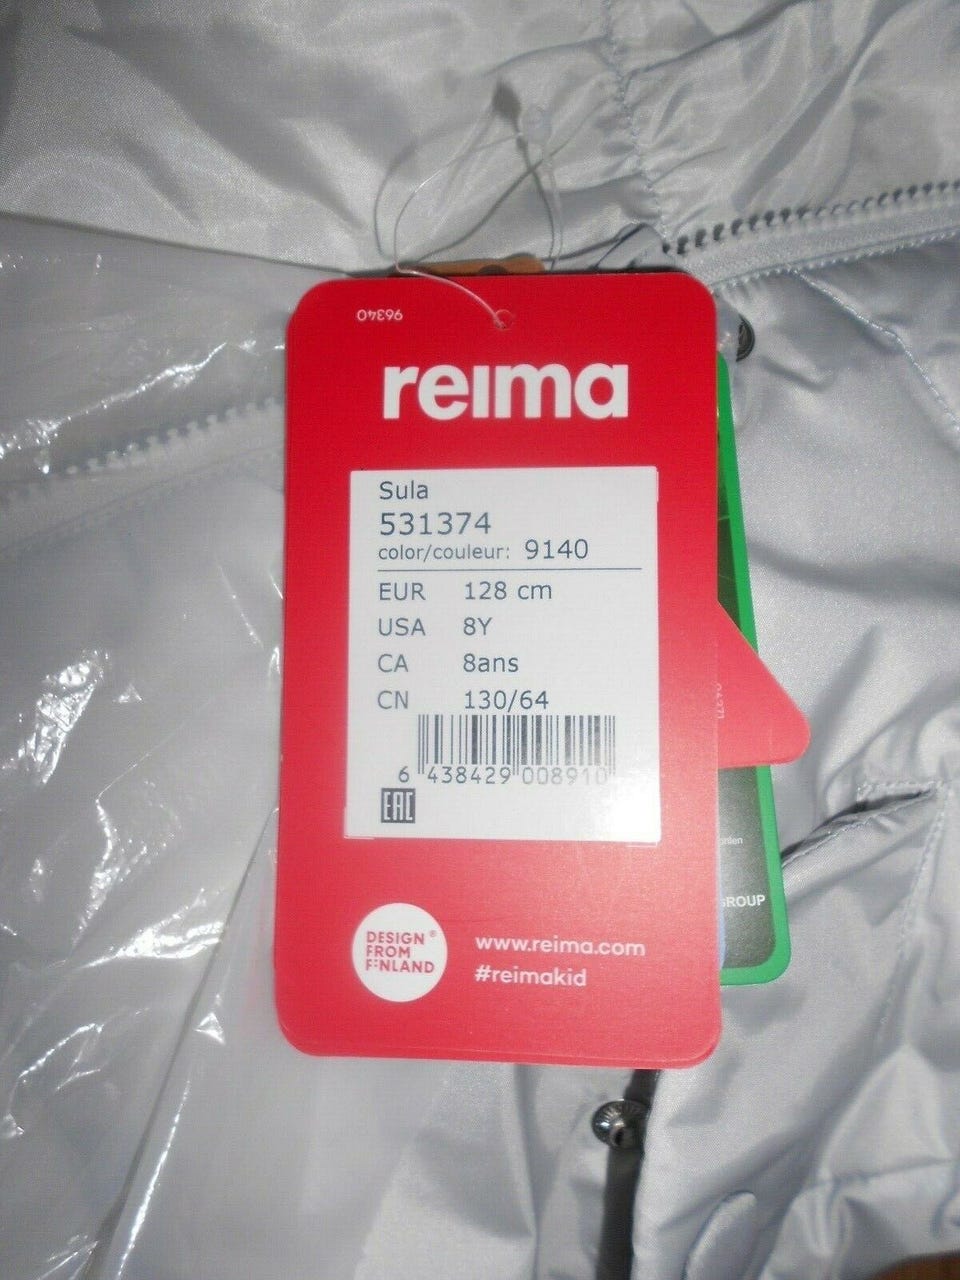 96340
reima
Sula
531374
color/couleur: 9140
EUR 128 cm
USA 8Y
CA 8ans
CN 130/64
6 438429 008910
EAC
DESIGN ®
FROM
FINLAND
www.reima.com
#reimakid
GROUP